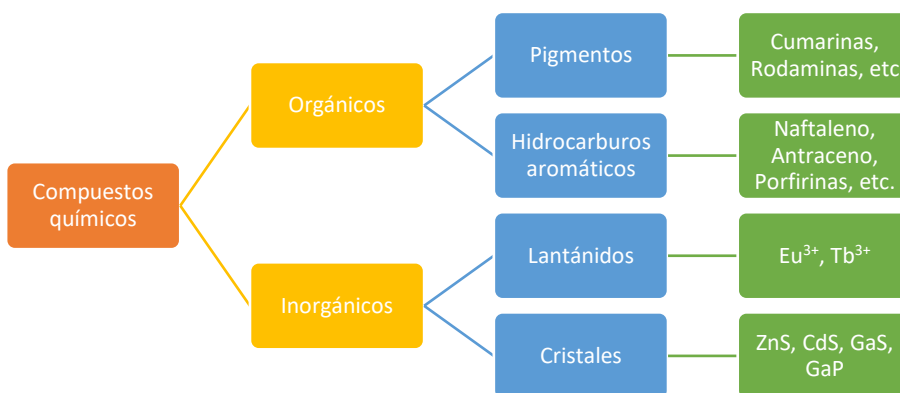 Compuestos
químicos
Orgánicos
Inorgánicos
Pigmentos
Hidrocarburos
aromáticos
Lantánidos
Cristales
Cumarinas,
Rodaminas, etc
Naftaleno,
Antraceno,
Porfirinas, etc.
Eu³⁺, Tb³⁺
ZnS, CdS, GaS,
GaP